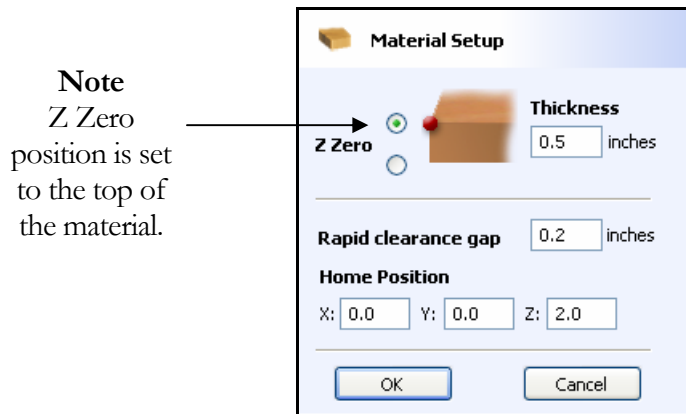 Material Setup
Note
Z Zero
position is set
to the top of
the material.
Z Zero
Thickness
0.5 inches
Rapid clearance gap 0.2 inches
Home Position
X: 0.0 Y: 0.0 Z: 2.0
OK Cancel